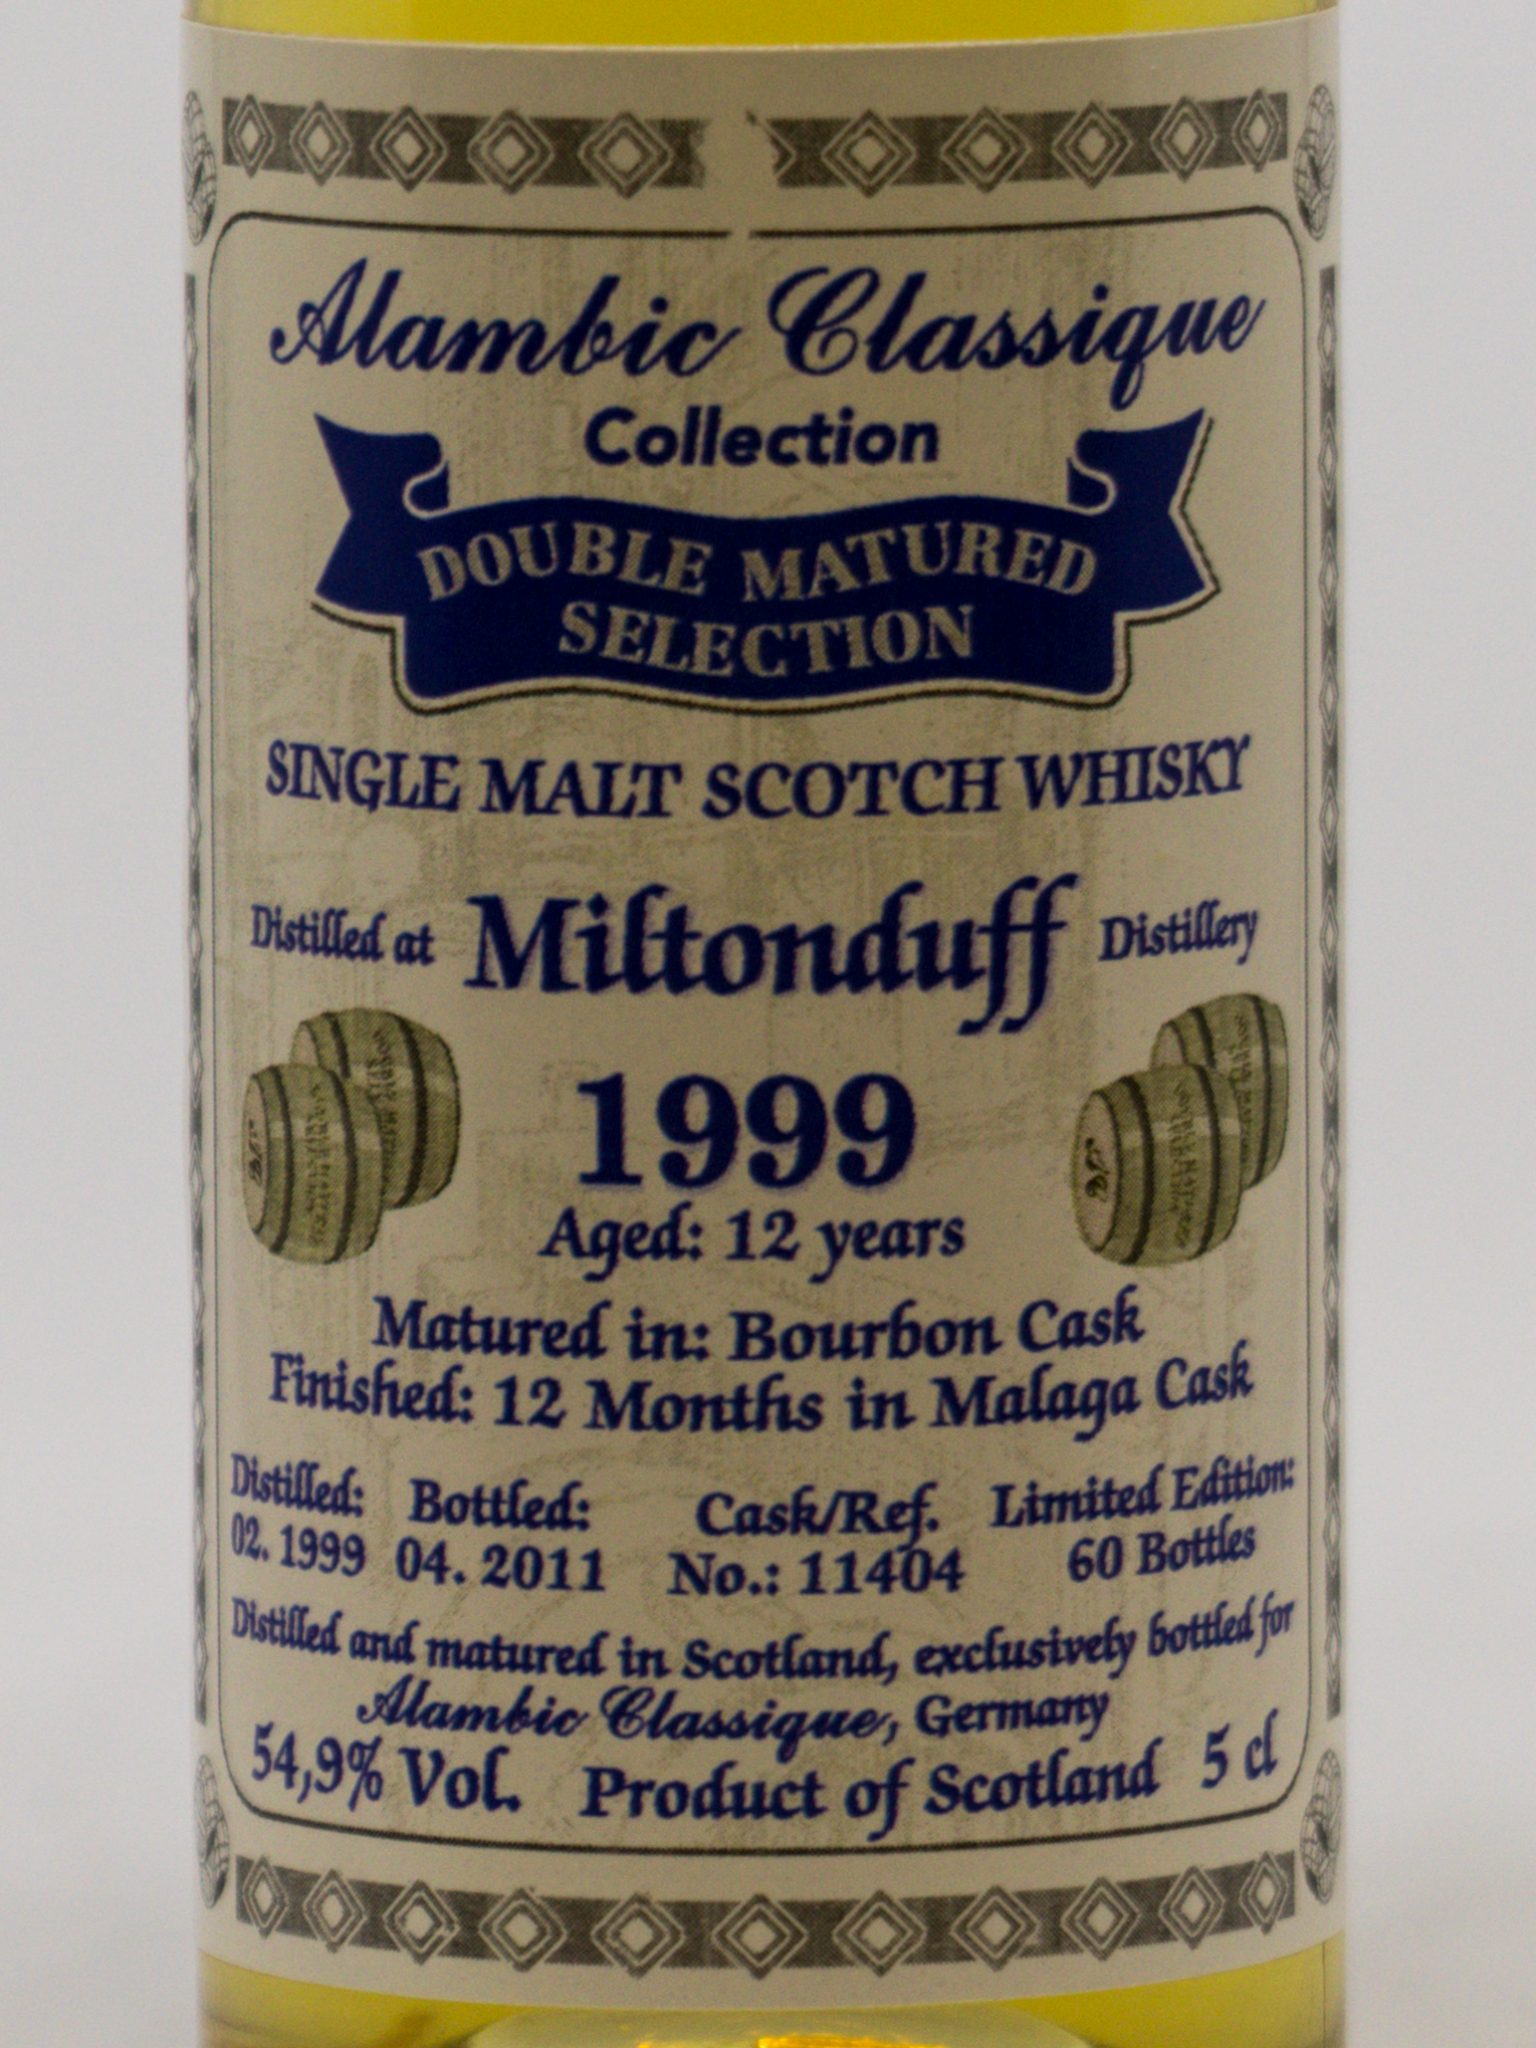 Alambic Classique
Collection
DOUBLE MATURED
SELECTION
SINGLE MALT SCOTCH WHISKY
Distilled at Miltonduff Distillery
1999
Aged: 12 years
Matured in: Bourbon Cask
Finished: 12 Months in Malaga Cask
Distilled: Bottled: Cask/Ref. Limited Edition:
02. 1999 04. 2011 No.: 11404 60 Bottles
Distilled and matured in Scotland, exclusively bottled for
Alambic Classique, Germany
54,9% Vol. Product of Scotland 5 cl